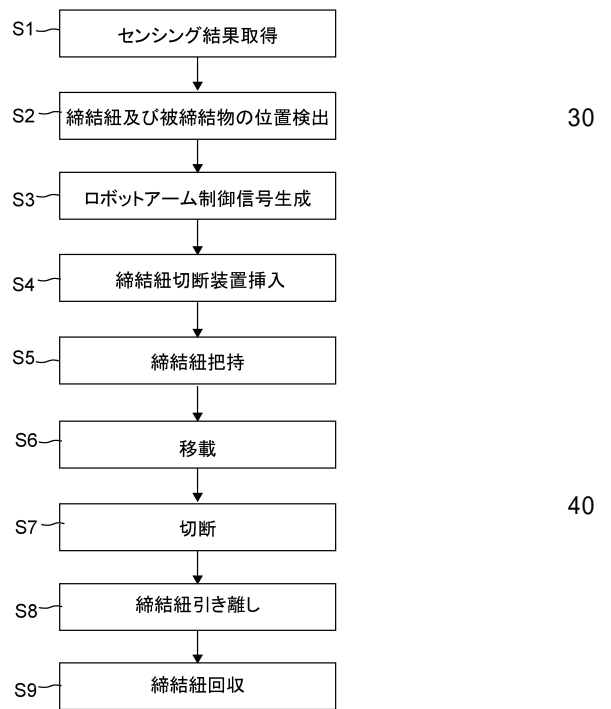 S1 センシング結果取得
S2 締結紐及び被締結物の位置検出
30
S3 ロボットアーム制御信号生成
S4 締結紐切断装置挿入
S5 締結紐把持
S6 移載
40
S7 切断
S8 締結紐引き離し
S9 締結紐回収